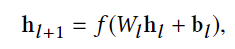 h_{l+1} = f(W_l h_l + b_l),